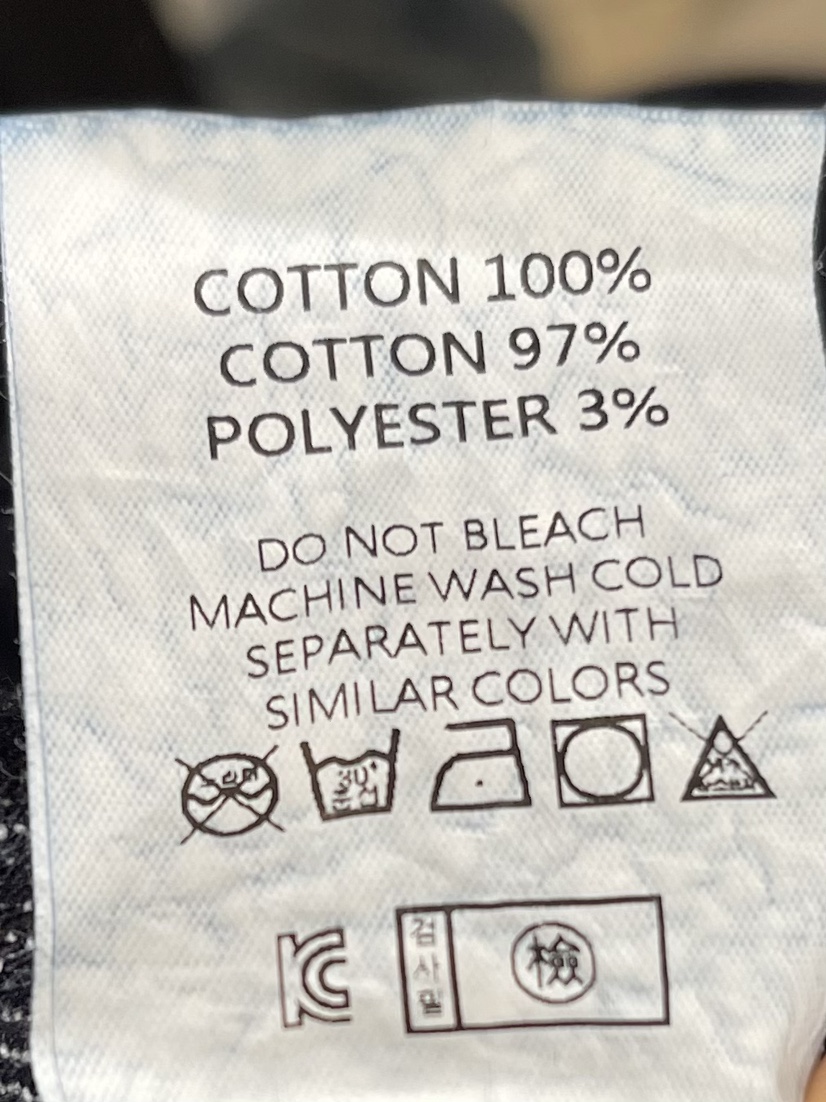 COTTON 100%
COTTON 97%
POLYESTER 3%
DO NOT BLEACH
MACHINE WASH COLD
SEPARATELY WITH
SIMILAR COLORS
KC
검사필
檢